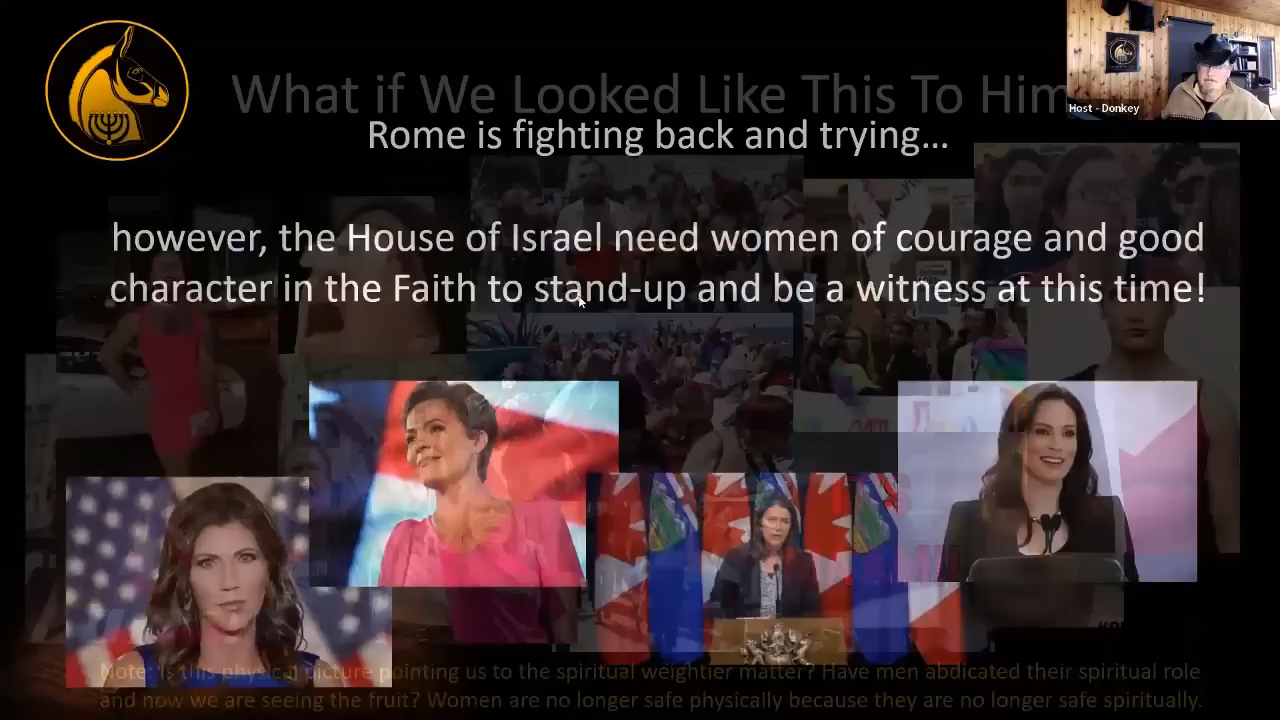 What if We Looked Like This To Him
Host - Donkey
Rome is fighting back and trying…
however, the House of Israel need women of courage and good
character in the Faith to stand-up and be a witness at this time!
Note: Is this physical picture pointing us to the spiritual weightier matter? Have men abdicated their spiritual role
and now we are seeing the fruit? Women are no longer safe physically because they are no longer safe spiritually.